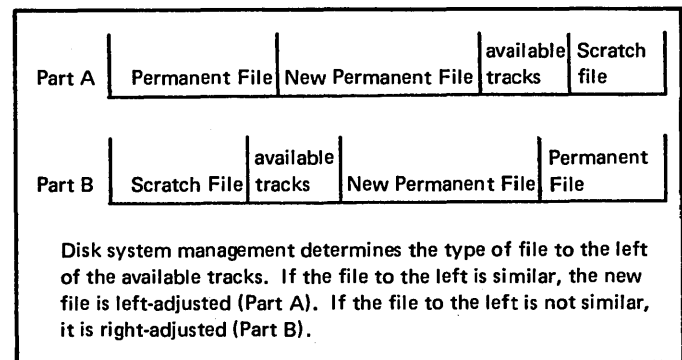 available Scratch
Part A Permanent File New Permanent File tracks file
available Permanent
Part B Scratch File tracks New Permanent File File
Disk system management determines the type of file to the left
of the available tracks. If the file to the left is similar, the new
file is left-adjusted (Part A). If the file to the left is not similar,
it is right-adjusted (Part B).